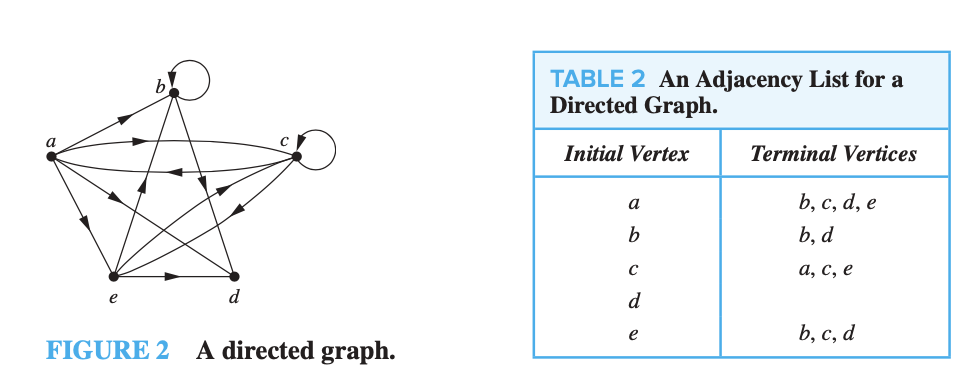 b
a
c
e
d
FIGURE 2 A directed graph.
TABLE 2 An Adjacency List for a
Directed Graph.
Initial Vertex Terminal Vertices
a b, c, d, e
b b, d
c a, c, e
d
e b, c, d